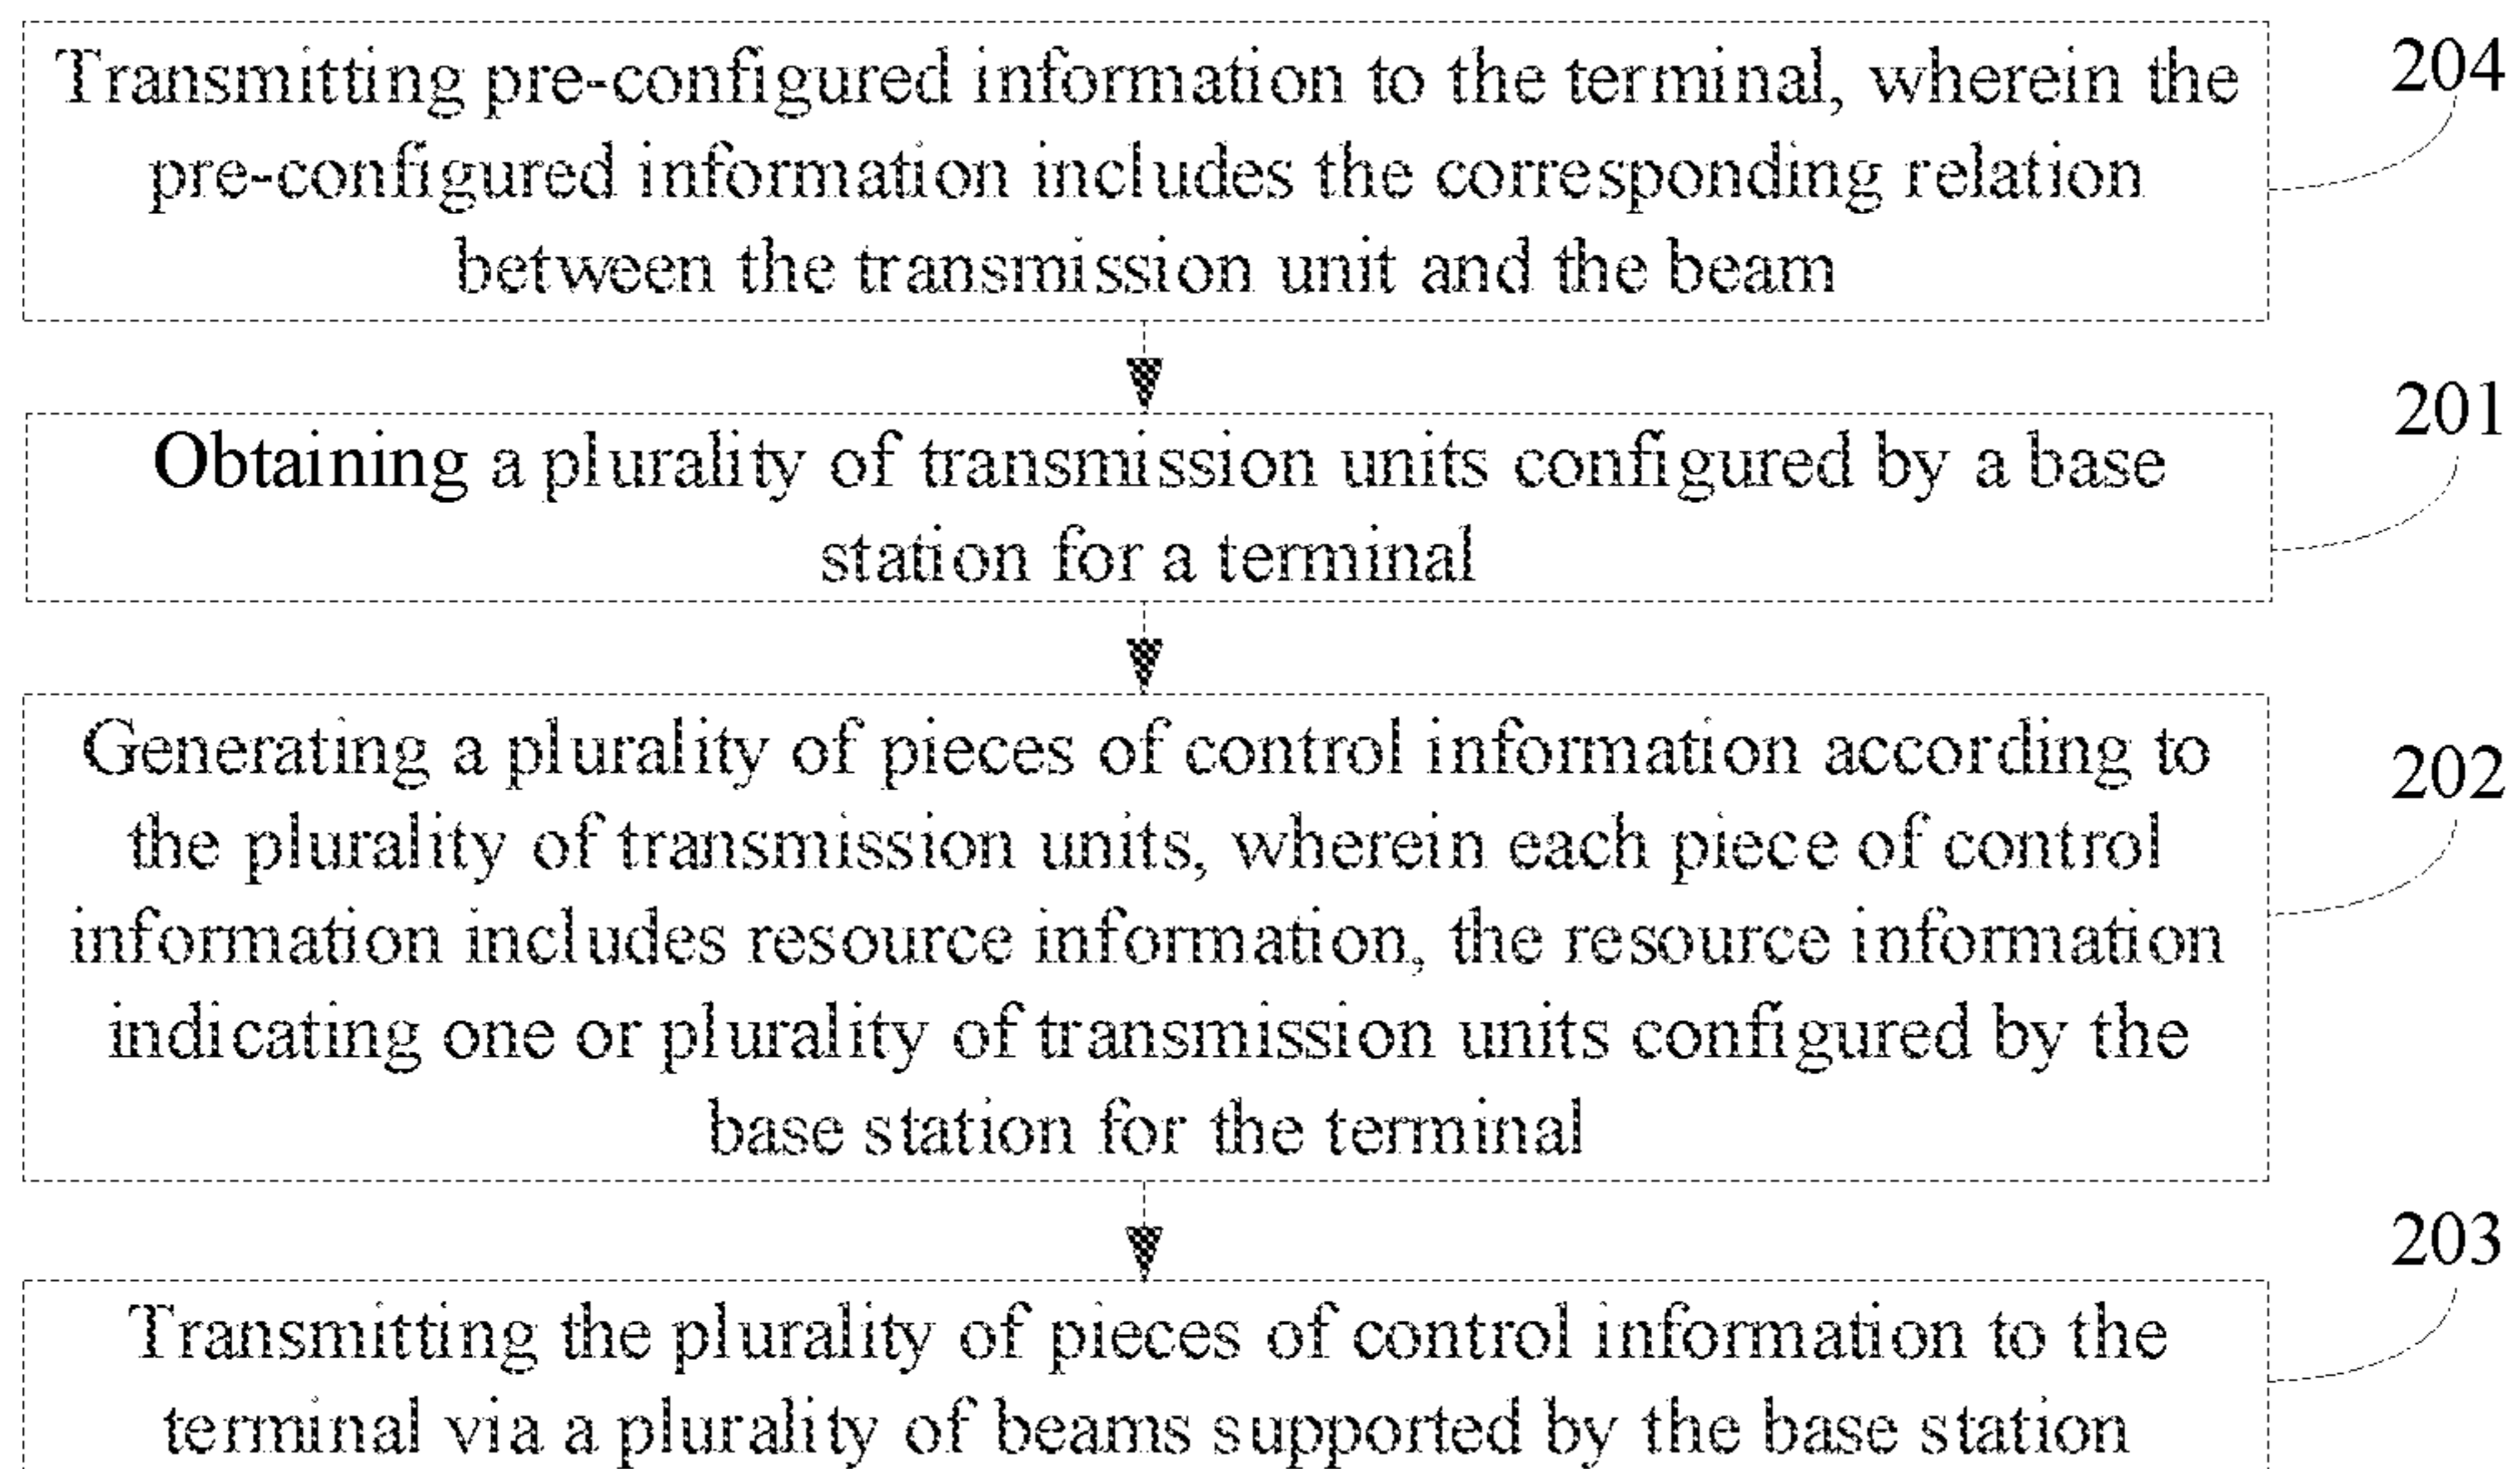 Transmitting pre-configured information to the terminal, wherein the
pre-configured information includes the corresponding relation
between the transmission unit and the beam
204
Obtaining a plurality of transmission units configured by a base
station for a terminal
201
Generating a plurality of pieces of control information according to
the plurality of transmission units, wherein each piece of control
information includes resource information, the resource information
indicating one or plurality of transmission units configured by the
base station for the terminal
202
Transmitting the plurality of pieces of control information to the
terminal via a plurality of beams supported by the base station
203